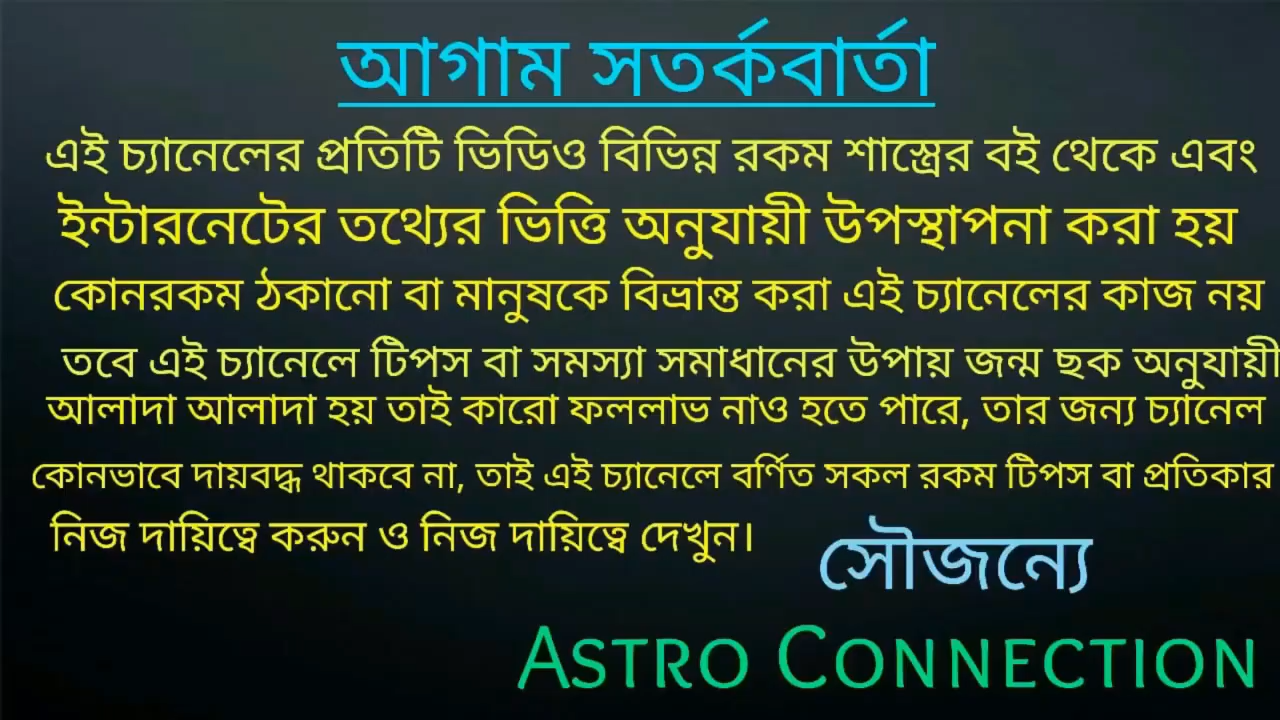 আগাম সতর্কবার্তা
এই চ্যানেলের প্রতিটি ভিডিও বিভিন্ন রকম শাস্ত্রের বই থেকে এবং
ইন্টারনেটের তথ্যের ভিত্তি অনুযায়ী উপস্থাপনা করা হয়
কোনরকম ঠকানো বা মানুষকে বিভ্রান্ত করা এই চ্যানেলের কাজ নয়
তবে এই চ্যানেলে টিপস বা সমস্যা সমাধানের উপায় জন্ম ছক অনুযায়ী
আলাদা আলাদা হয় তাই কারো ফললাভ নাও হতে পারে, তার জন্য চ্যানেল
কোনভাবে দায়বদ্ধ থাকবে না, তাই এই চ্যানেলে বর্ণিত সকল রকম টিপস বা প্রতিকার
নিজ দায়িত্বে করুন ও নিজ দায়িত্বে দেখুন।
সৌজন্যে
ASTRO CONNECTION